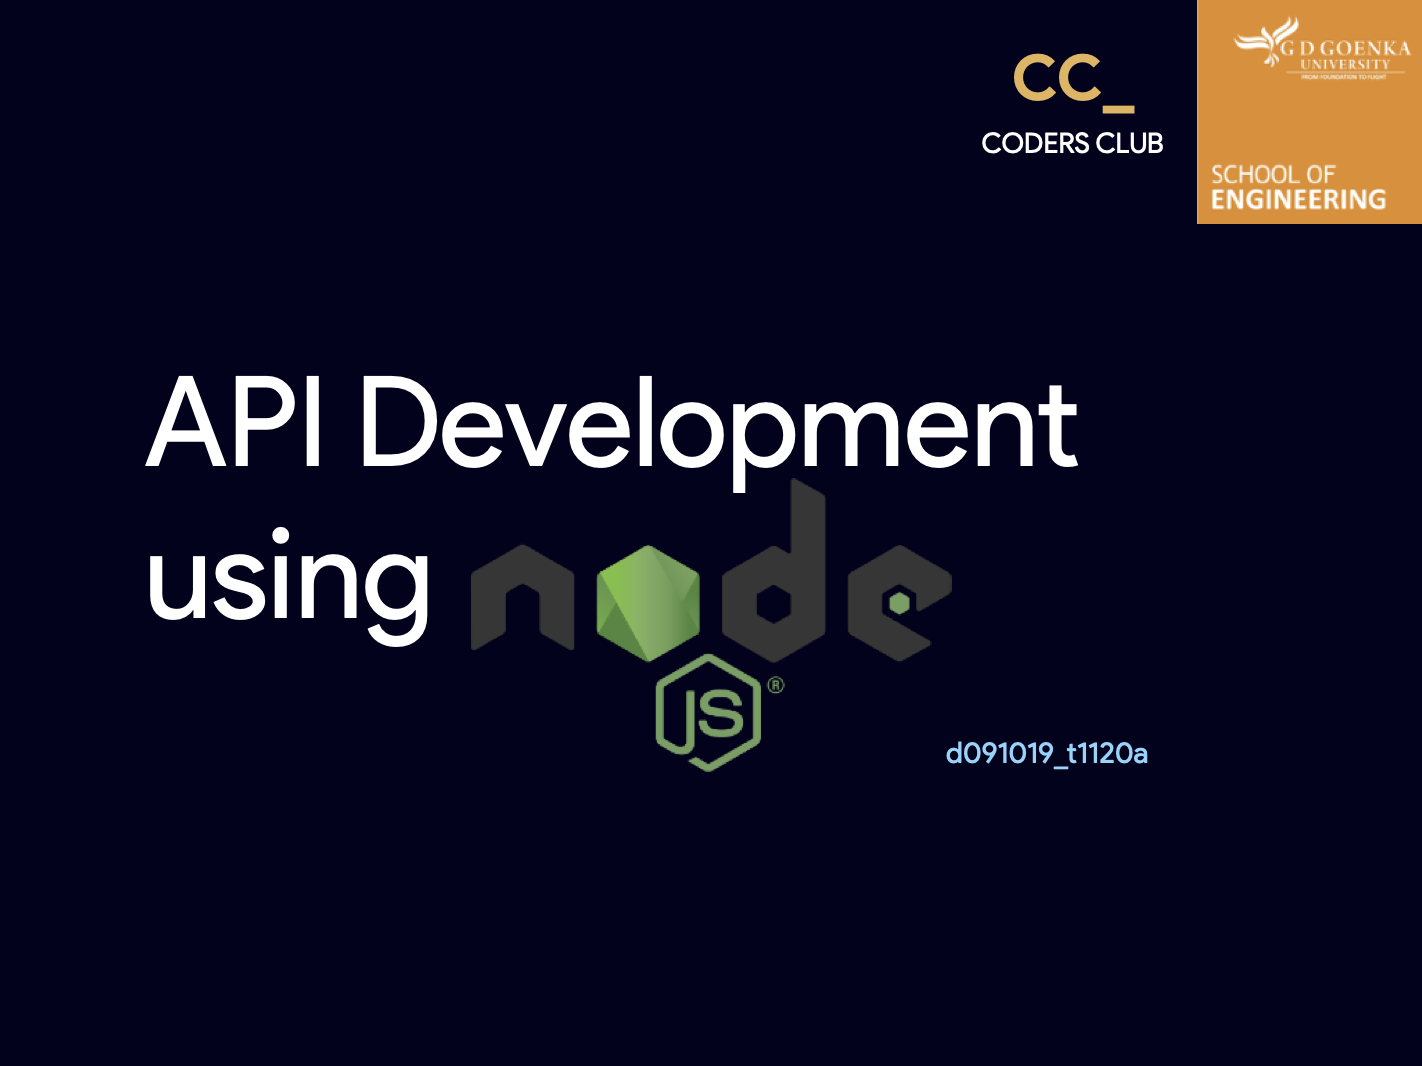 CC_
CODERS CLUB
G D GOENKA
UNIVERSITY
FROM FOUNDATION TO FLIGHT
SCHOOL OF
ENGINEERING
API Development
using node
JS ®
d091019_t1120a